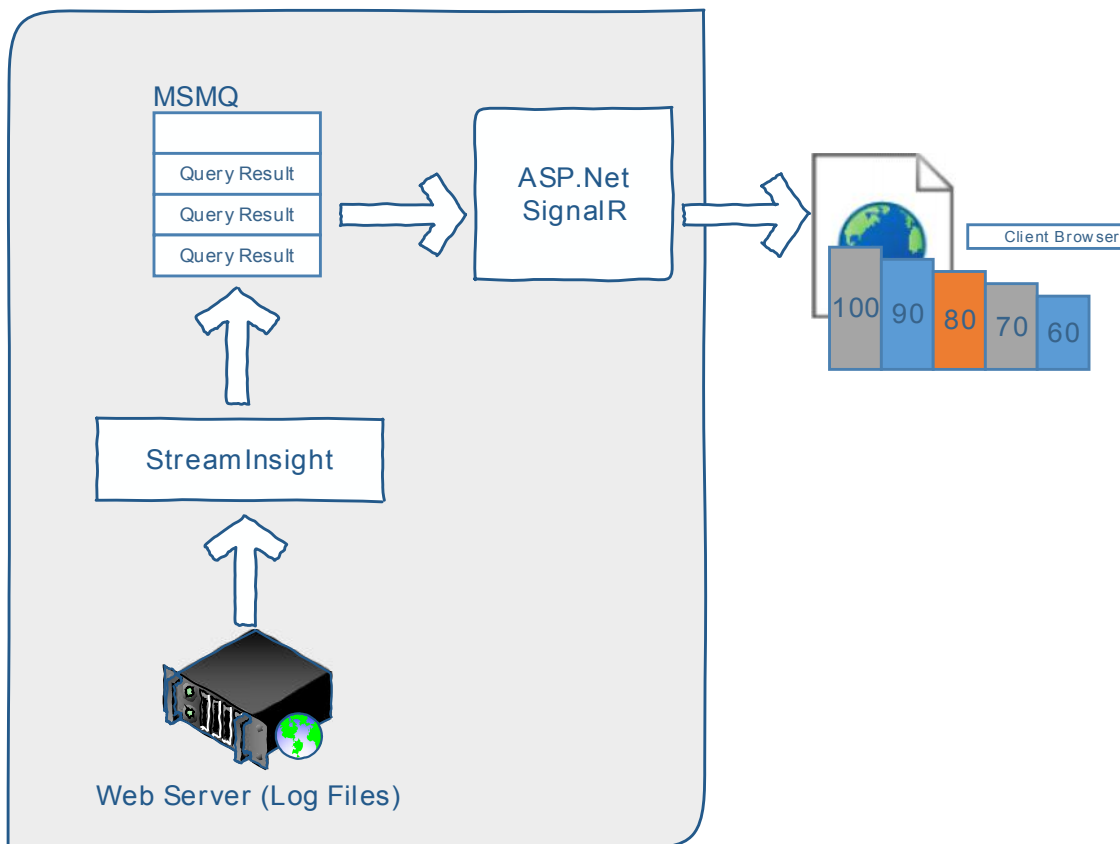 MSMQ
Query Result
Query Result
Query Result
ASP.Net
SignalR
Client Browser
100
90
80
70
60
StreamInsight
Web Server (Log Files)